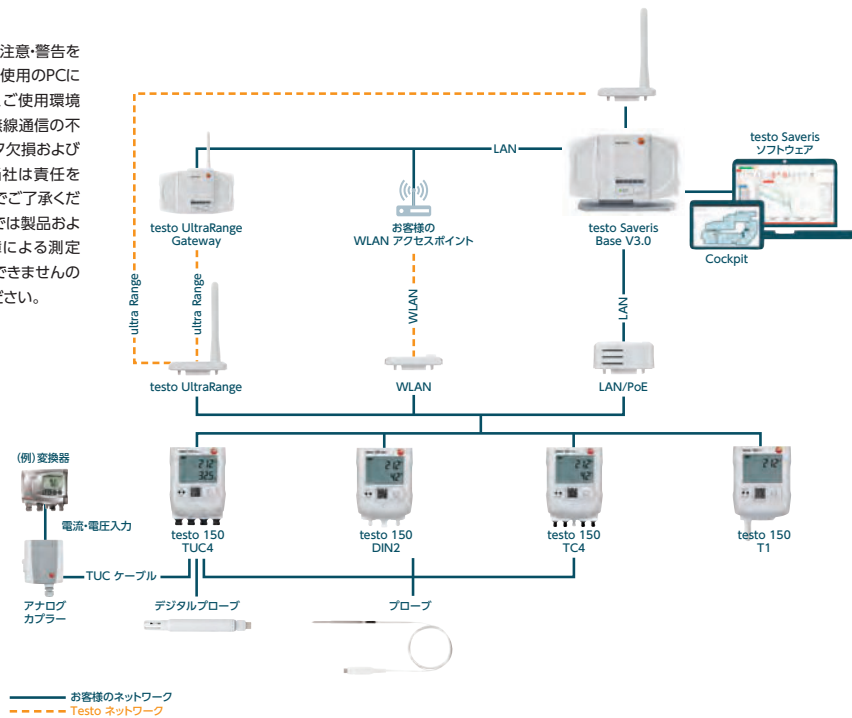 注意・警告を
使用のPCに
ご使用環境
無線通信の不
タ欠損および
当社は責任を
でご了承くだ
では製品およ
による測定
できませんの
ださい。
LAN
testo Saveris
ソフトウェア
testo UltraRange
Gateway
お客様の
WLAN アクセスポイント
testo Saveris
Base V3.0
Cockpit
ultra Range
ultra Range
WLAN
LAN
testo UltraRange
WLAN
LAN/PoE
(例)変換器
電流・電圧入力
testo 150
TUC4
testo 150
DIN2
testo 150
TC4
testo 150
T1
TUC ケーブル
アナログ
カプラー
デジタルプローブ
プローブ
お客様のネットワーク
Testo ネットワーク